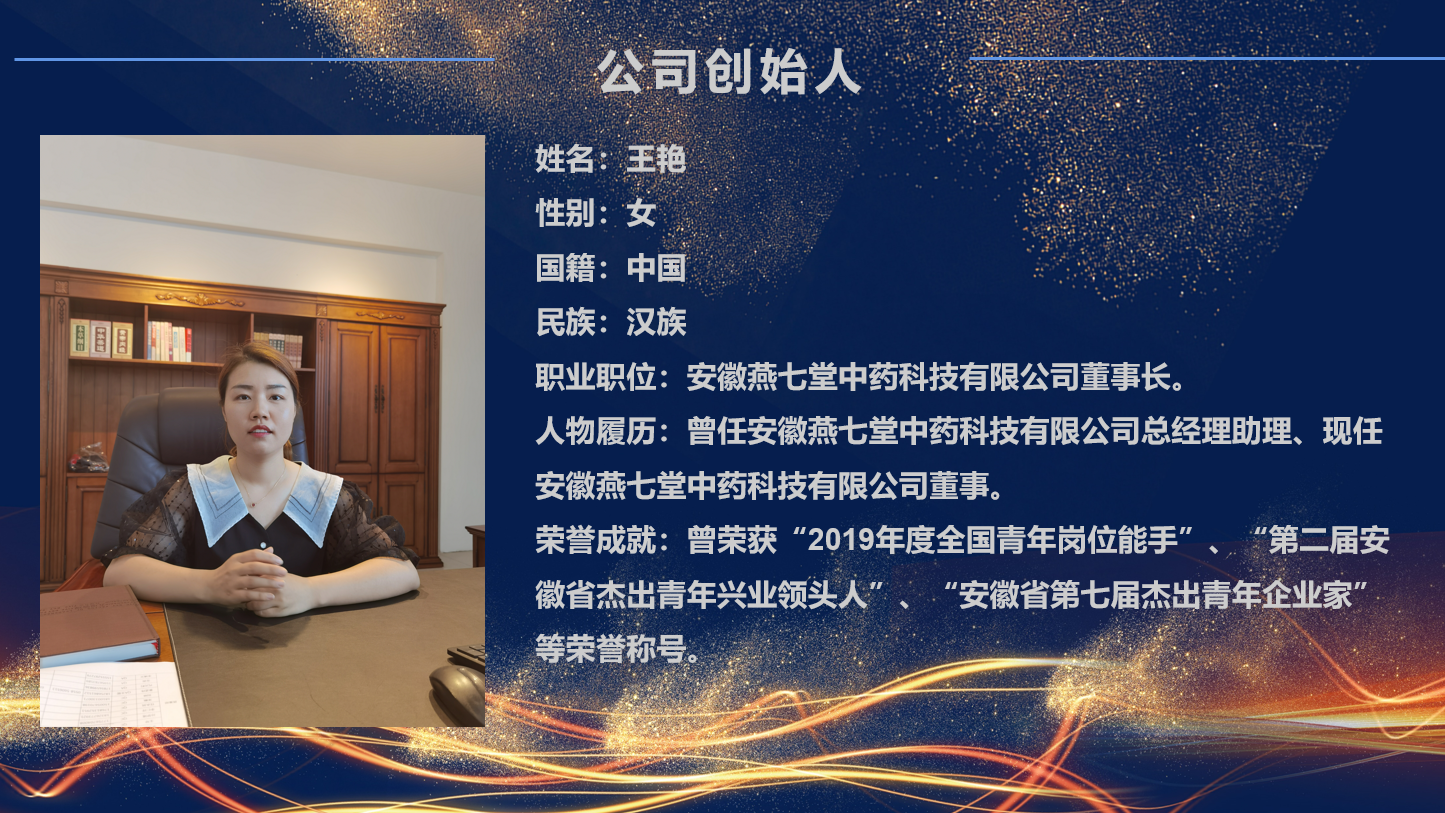 公司创始人
姓名：王艳
性别：女
国籍：中国
民族：汉族
职业职位：安徽燕七堂中药科技有限公司董事长。
人物履历：曾任安徽燕七堂中药科技有限公司总经理助理、现任
安徽燕七堂中药科技有限公司董事。
荣誉成就：曾荣获“2019年度全国青年岗位能手”、“第二届安
徽省杰出青年兴业领头人”、“安徽省第七届杰出青年企业家”
等荣誉称号。